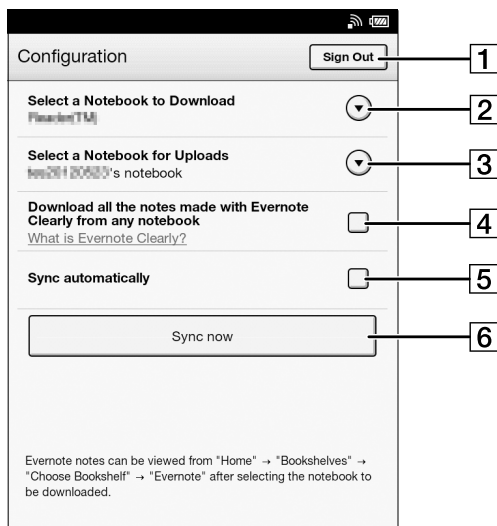 Configuration
Sign Out
1
Select a Notebook to Download
2
Select a Notebook for Uploads
's notebook
3
Download all the notes made with Evernote
Clearly from any notebook
What is Evernote Clearly?
4
Sync automatically
5
Sync now
6
Evernote notes can be viewed from "Home" → "Bookshelves" →
"Choose Bookshelf" → "Evernote" after selecting the notebook to
be downloaded.